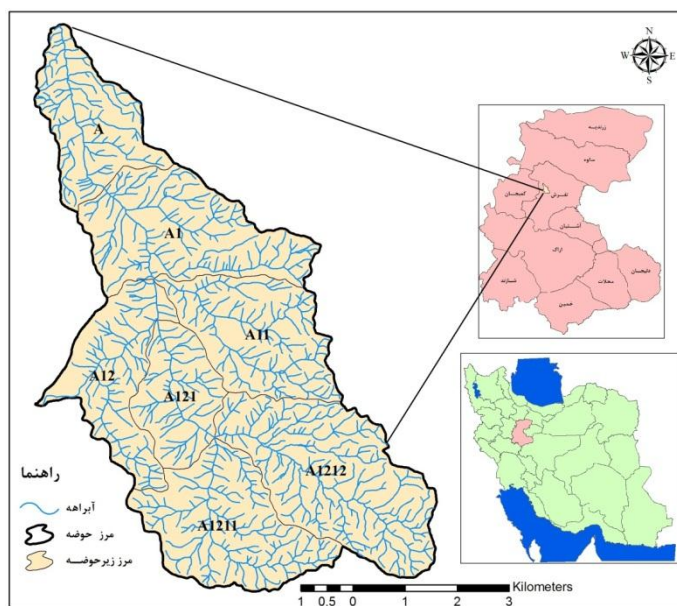 N
W E
S
A
A1
A11
A12
A121
A1212
A1211
راهنما
آبراهه
مرز حوضه
مرز زیرحوضه
1 0.5 0 1 2 3 Kilometers
زرندیه
ساوه
تفرش
کمیجان
آشتیان
اراک
دلیجان
شازند
محلات
خمین